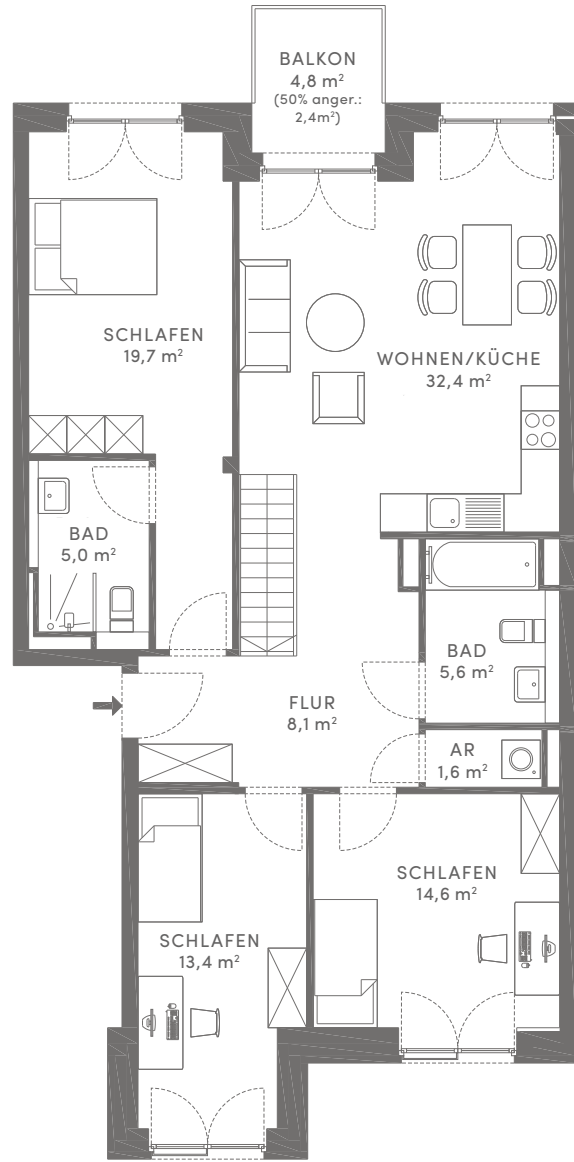 BALKON
4,8 m²
(50% anger.:
2,4m²)
SCHLAFEN
19,7 m²
WOHNEN/KÜCHE
32,4 m²
BAD
5,0 m²
BAD
5,6 m²
FLUR
8,1 m²
AR
1,6 m²
SCHLAFEN
14,6 m²
SCHLAFEN
13,4 m²